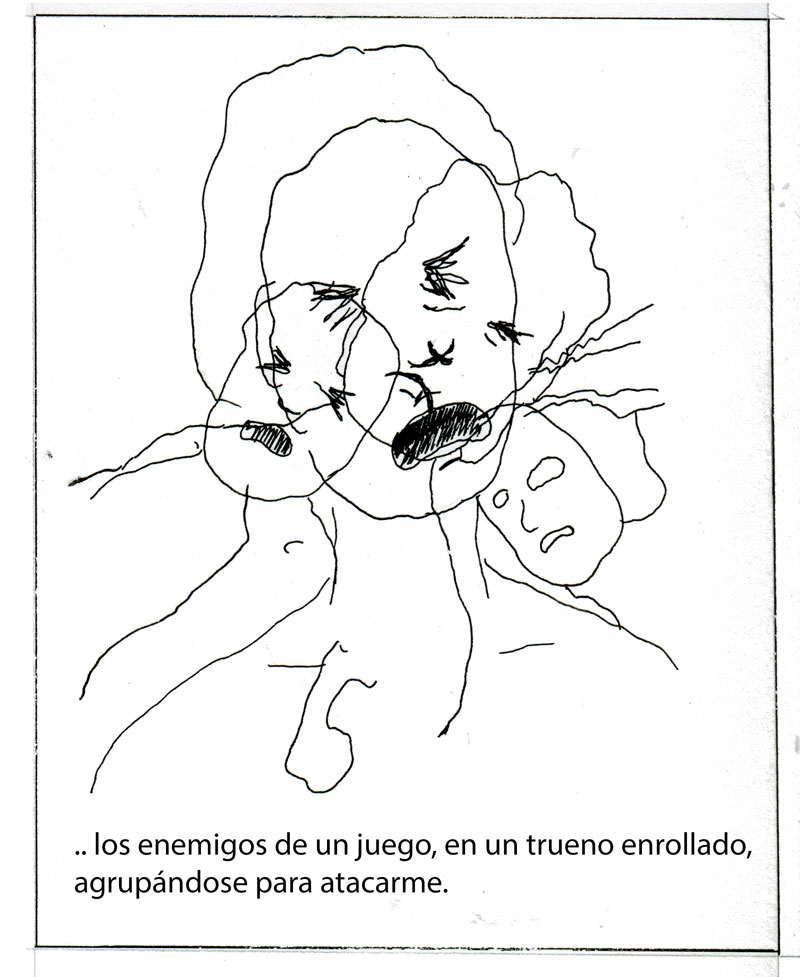 .. los enemigos de un juego, en un trueno enrollado,
agrupándose para atacarme.